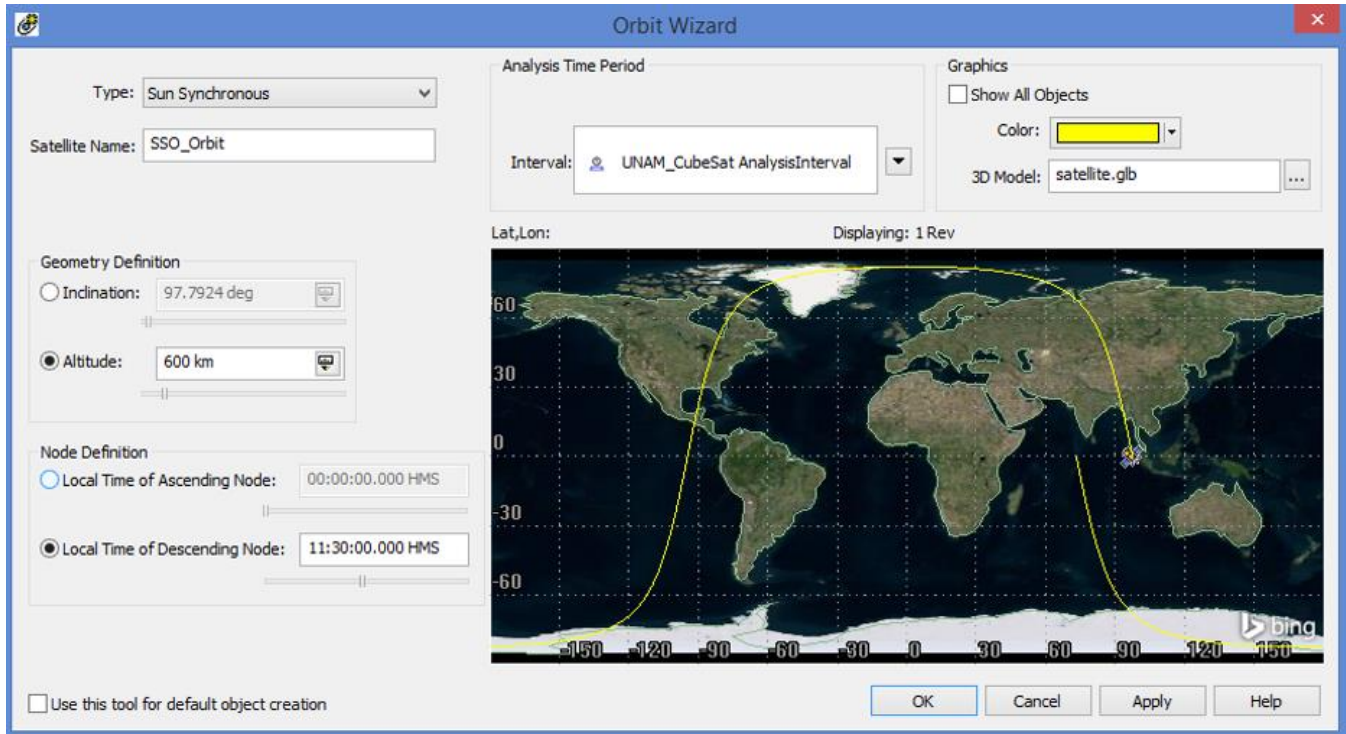 Orbit Wizard
Type: Sun Synchronous
Satellite Name: SSO_Orbit
Analysis Time Period
Interval: UNAM_CubeSat AnalysisInterval
Graphics
Show All Objects
Color:
3D Model: satellite.glb ...
Geometry Definition
Inclination: 97.7924 deg
Altitude: 600 km
Node Definition
Local Time of Ascending Node: 00:00:00.000 HMS
Local Time of Descending Node: 11:30:00.000 HMS
Lat,Lon: Displaying: 1 Rev
60
30
0
-30
-60
-150 -120 -90 -60 -30 0 30 60 90 120 150
bing
Use this tool for default object creation
OK Cancel Apply Help